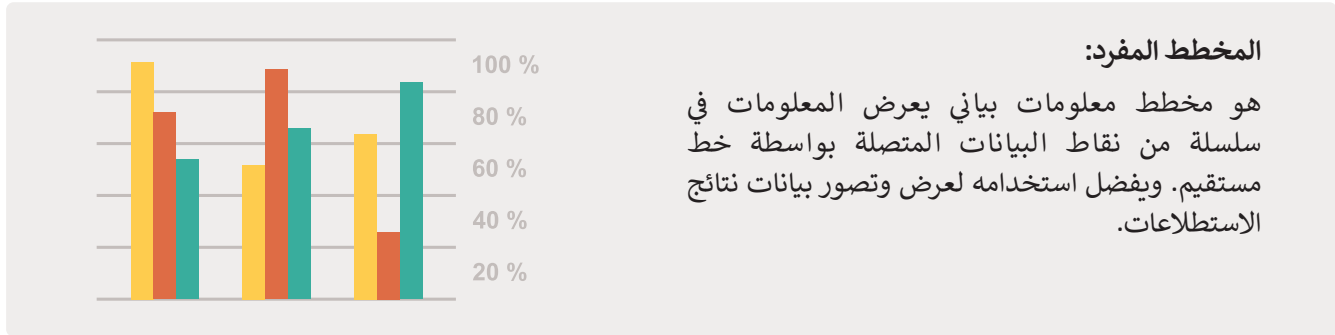 المخطط المفرد:
هو مخطط معلومات بياني يعرض المعلومات في
سلسلة من نقاط البيانات المتصلة بواسطة خط
مستقيم. ويفضل استخدامه لعرض وتصور بيانات نتائج
الاستطلاعات.
100 %
80 %
60 %
40 %
20 %